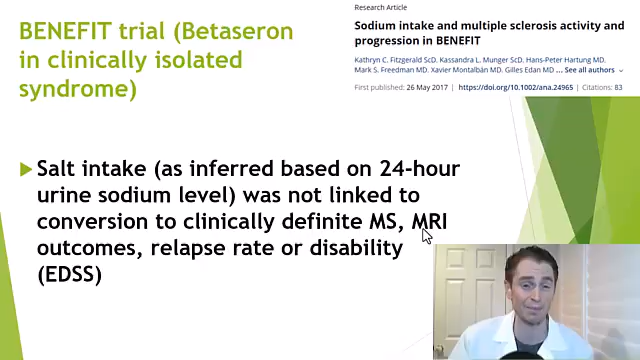 BENEFIT trial (Betaseron
in clinically isolated
syndrome)
Research Article
Sodium intake and multiple sclerosis activity and
progression in BENEFIT
Kathryn C. Fitzgerald ScD, Kassandra L. Munger ScD, Hans-Peter Hartung MD,
Mark S. Freedman MD, Xavier Montalbán MD, Gilles Edan MD ... See all authors
First published: 26 May 2017 | https://doi.org/10.1002/ana.24965 | Citations: 83
Salt intake (as inferred based on 24-hour
urine sodium level) was not linked to
conversion to clinically definite MS, MRI
outcomes, relapse rate or disability
(EDSS)